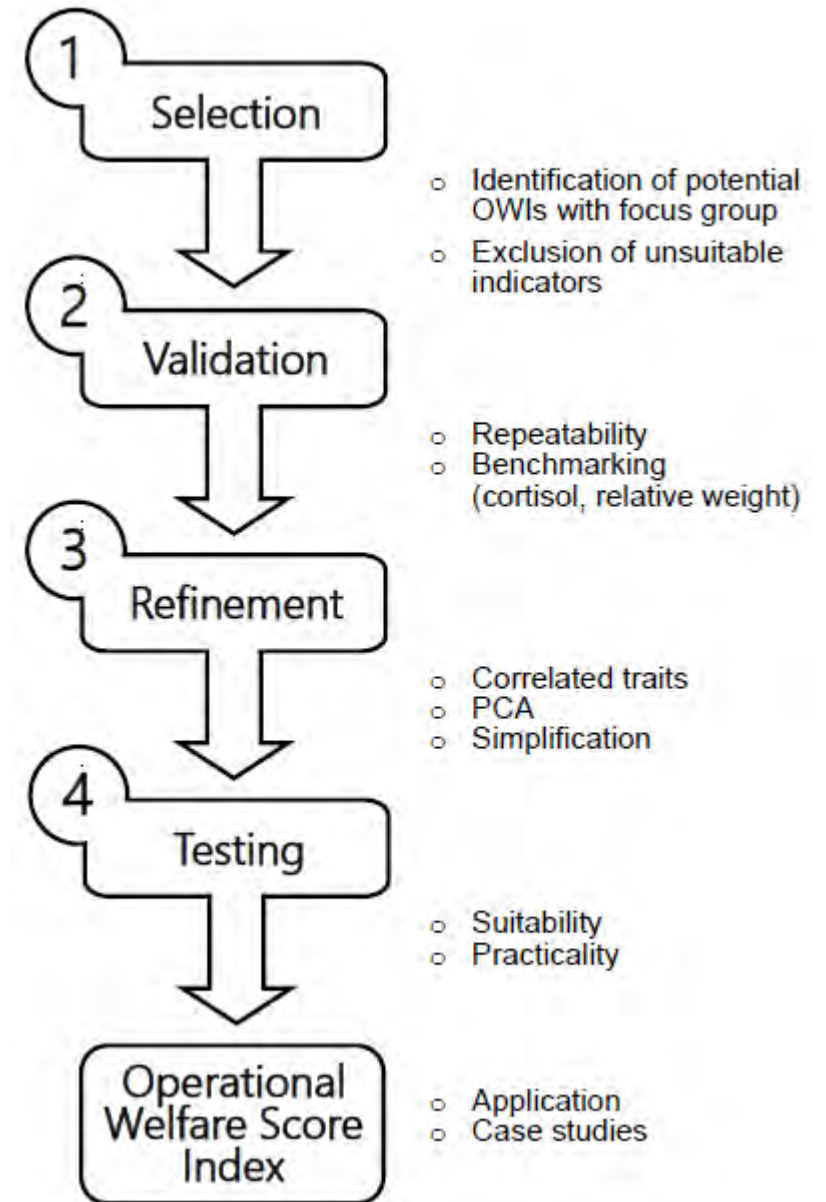 1
Selection
○ Identification of potential
OWIs with focus group
○ Exclusion of unsuitable
indicators
2
Validation
○ Repeatability
○ Benchmarking
(cortisol, relative weight)
3
Refinement
○ Correlated traits
○ PCA
○ Simplification
4
Testing
○ Suitability
○ Practicality
Operational
Welfare Score
Index
○ Application
○ Case studies